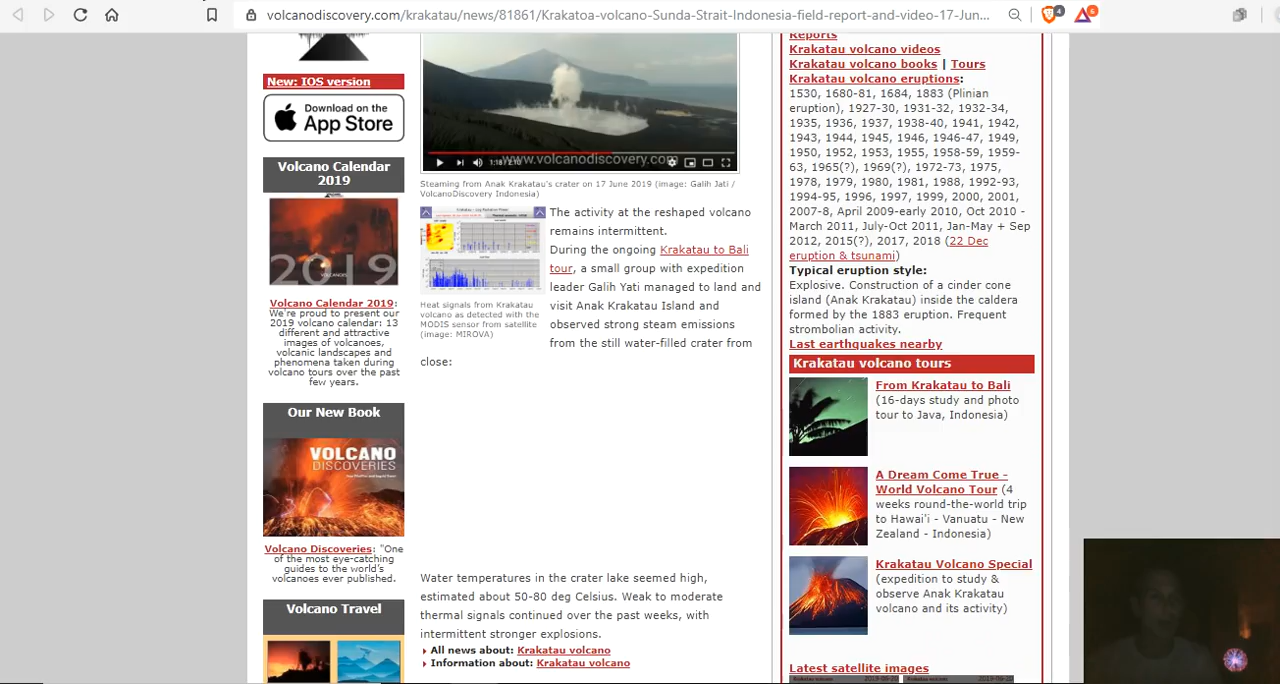 volcanodiscovery.com/krakatau/news/81861/Krakatoa-volcano-Sunda-Strait-Indonesia-field-report-and-video-17-Jun...
4
6
New: IOS version
Download on the
App Store
Volcano Calendar
2019
2019
Volcano Calendar 2019:
We're proud to present our
2019 volcano calendar: 13
different and attractive
images of volcanoes,
volcanic landscapes and
phenomena taken during
volcano tours over the past
few years.
Our New Book
VOLCANO
DISCOVERIES
Volcano Discoveries: "One
of the most eye-catching
guides to the world's
volcanoes ever published.
Volcano Travel
www.volcanodiscovery.com
Steaming from Anak Krakatau's crater on 17 June 2019 (image: Galih Jati /
VolcanoDiscovery Indonesia)
The activity at the reshaped volcano
remains intermittent.
During the ongoing Krakatau to Bali
tour, a small group with expedition
leader Galih Yati managed to land and
visit Anak Krakatau Island and
observed strong steam emissions
from the still water-filled crater from
close:
Heat signals from Krakatau
volcano as detected with the
MODIS sensor from satellite
(image: MIROVA)
Water temperatures in the crater lake seemed high,
estimated about 50-80 deg Celsius. Weak to moderate
thermal signals continued over the past weeks, with
intermittent stronger explosions.
All news about: Krakatau volcano
Information about: Krakatau volcano
Reports
Krakatau volcano videos
Krakatau volcano books | Tours
Krakatau volcano eruptions:
1530, 1680-81, 1684, 1883 (Plinian
eruption), 1927-30, 1931-32, 1932-34,
1935, 1936, 1937, 1938-40, 1941, 1942,
1943, 1944, 1945, 1946, 1946-47, 1949,
1950, 1952, 1953, 1955, 1958-59, 1959-
63, 1965(?), 1969(?), 1972-73, 1975,
1978, 1979, 1980, 1981, 1988, 1992-93,
1994-95, 1996, 1997, 1999, 2000, 2001,
2007-8, April 2009-early 2010, Oct 2010 -
March 2011, July-Oct 2011, Jan-May + Sep
2012, 2015(?), 2017, 2018 (22 Dec
eruption & tsunami)
Typical eruption style:
Explosive. Construction of a cinder cone
island (Anak Krakatau) inside the caldera
formed by the 1883 eruption. Frequent
strombolian activity.
Last earthquakes nearby
Krakatau volcano tours
From Krakatau to Bali
(16-days study and photo
tour to Java, Indonesia)
A Dream Come True -
World Volcano Tour (4
weeks round-the-world trip
to Hawai'i - Vanuatu - New
Zealand - Indonesia)
Krakatau Volcano Special
(expedition to study &
observe Anak Krakatau
volcano and its activity)
Latest satellite images